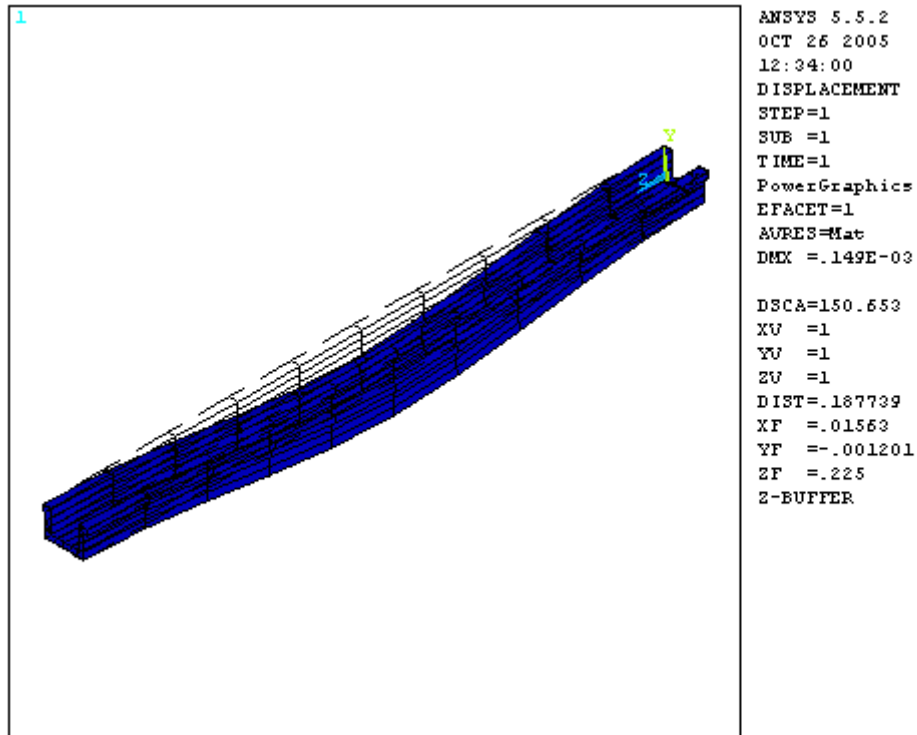 1
ANSYS 5.5.2
OCT 26 2005
12:34:00
DISPLACEMENT
STEP=1
SUB =1
TIME=1
PowerGraphics
EFACET=1
AVRES=Mat
DMX =.149E-03
DSCA=150.653
XV =1
YV =1
ZV =1
DIST=.187739
XF =.01563
YF =-.001201
ZF =.225
Z-BUFFER
Y
Z